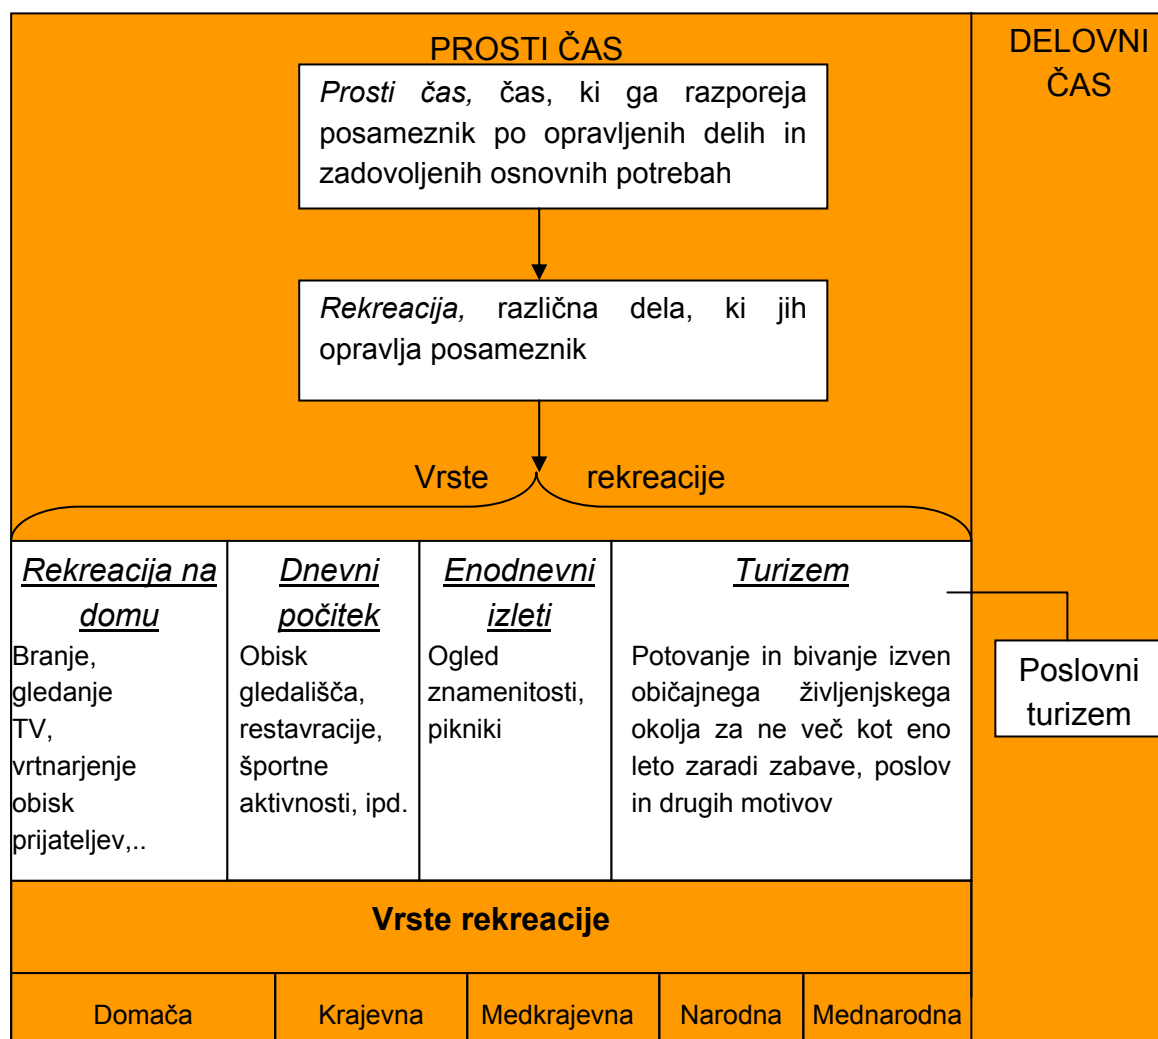 PROSTI ČAS
DELOVNI
ČAS
Prosti čas, čas, ki ga razporeja
posameznik po opravljenih delih in
zadovoljenih osnovnih potrebah
Rekreacija, različna dela, ki jih
opravlja posameznik
Vrste rekreacije
Rekreacija na
domu
Branje,
gledanje
TV,
vrtnarjenje
obisk
prijateljev,..
Dnevni
počitek
Obisk
gledališča,
restavracije,
športne
aktivnosti, ipd.
Enodnevni
izleti
Ogled
znamenitosti,
pikniki
Turizem
Potovanje in bivanje izven
običajnega življenjskega
okolja za ne več kot eno
leto zaradi zabave, poslov
in drugih motivov
Poslovni
turizem
Vrste rekreacije
Domača
Krajevna
Medkrajevna
Narodna
Mednarodna